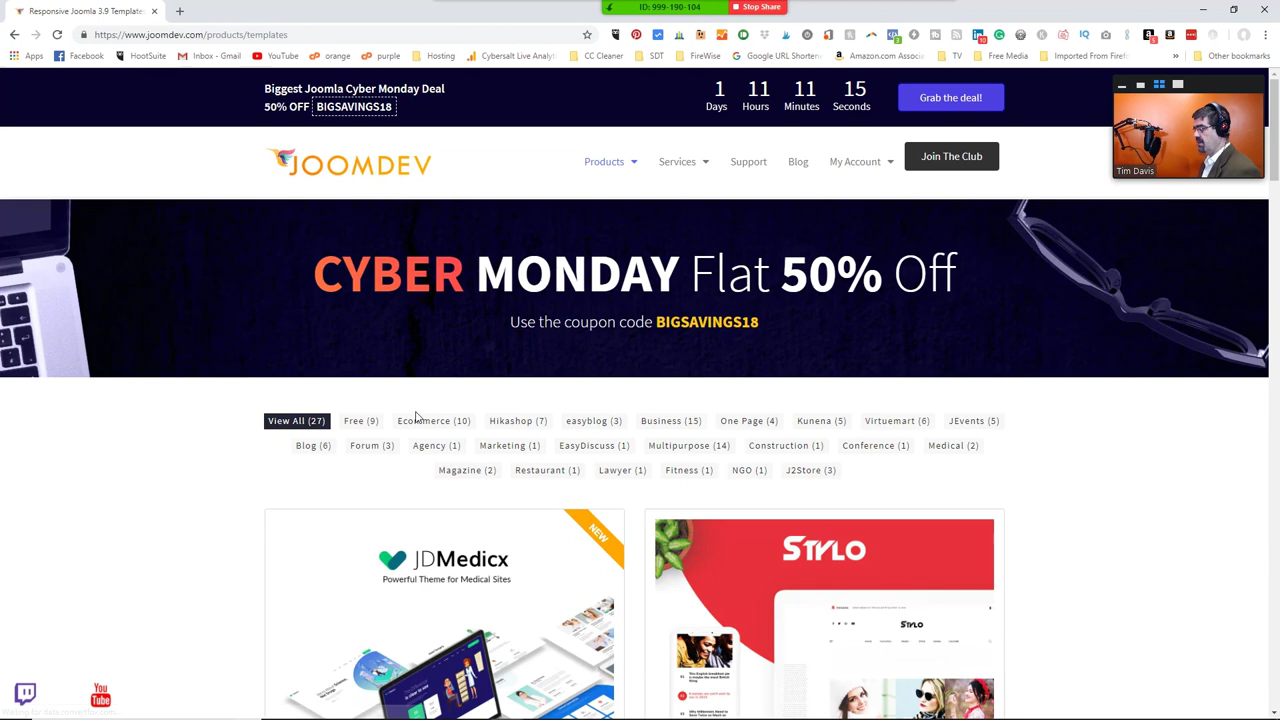 Responsive Joomla 3.9 Template
ID: 999-190-104
Stop Share
https://www.joomdev.com/products/templates
Apps
Facebook
HootSuite
Inbox - Gmail
YouTube
orange
purple
Hosting
Cybersalt Live Analy
CC Cleaner
SDT
FireWise
Google URL Shortene
Amazon.com Associ
TV
Free Media
Imported From Firef
»
Other bookmarks
Biggest Joomla Cyber Monday Deal
50% OFF BIGSAVINGS18
1 11 11 15
Days Hours Minutes Seconds
Grab the deal!
Tim Davis
JOOMDEV
Products
Services
Support
Blog
My Account
Join The Club
CYBER MONDAY Flat 50% Off
Use the coupon code BIGSAVINGS18
View All (27) Free (9) Ecommerce (10) Hikashop (7) easyblog (3) Business (15) One Page (4) Kunena (5) Virtuemart (6) JEvents (5)
Blog (6) Forum (3) Agency (1) Marketing (1) EasyDiscuss (1) Multipurpose (14) Construction (1) Conference (1) Medical (2)
Magazine (2) Restaurant (1) Lawyer (1) Fitness (1) NGO (1) J2Store (3)
NEW
JDMedicx
Powerful Theme for Medical Sites
STYLO
STYLO
You
Tube